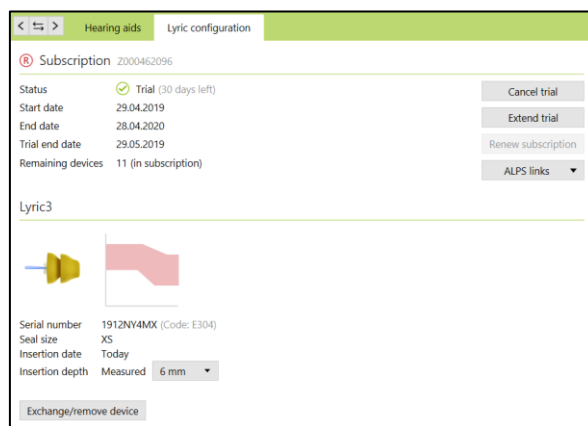 Hearing aids Lyric configuration
R Subscription Z000462096
Status Trial (30 days left) Cancel trial
Start date 29.04.2019 Extend trial
End date 28.04.2020
Trial end date 29.05.2019 Renew subscription
Remaining devices 11 (in subscription) ALPS links
Lyric3
Serial number 1912NY4MX (Code: E304)
Seal size XS
Insertion date Today
Insertion depth Measured 6 mm
Exchange/remove device